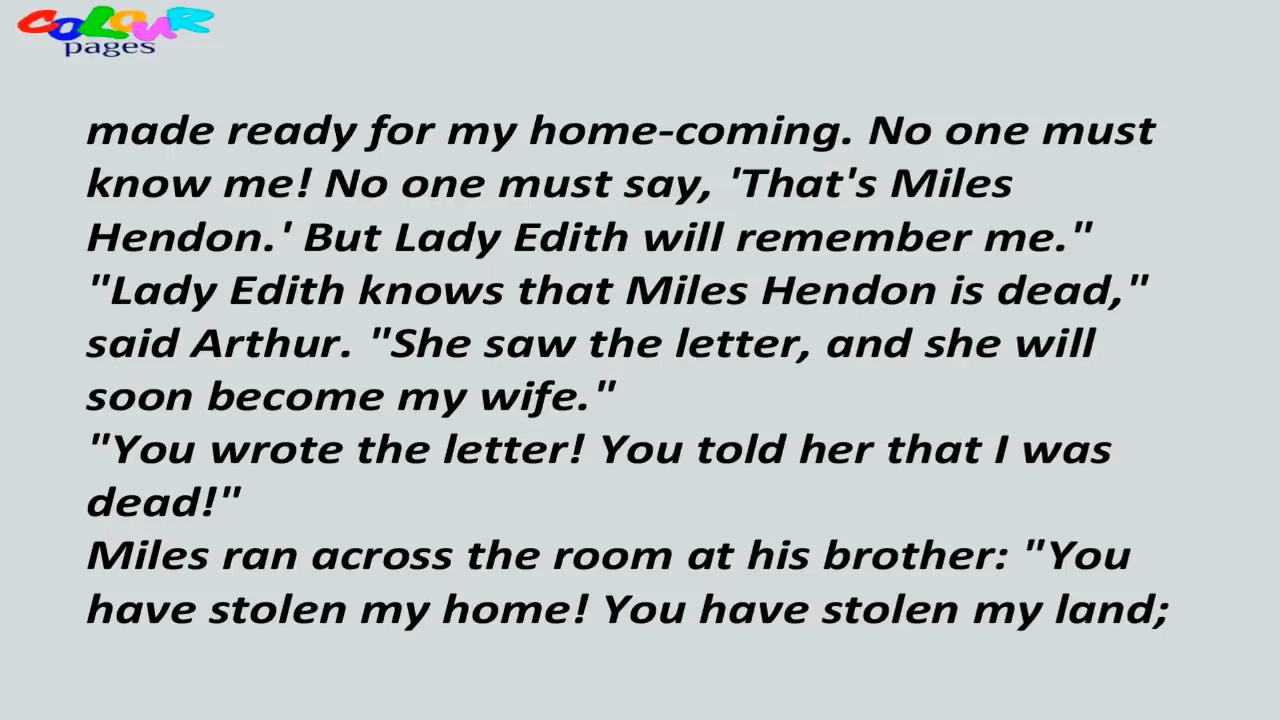 COLOUR
pages
made ready for my home-coming. No one must
know me! No one must say, 'That's Miles
Hendon.' But Lady Edith will remember me."
"Lady Edith knows that Miles Hendon is dead,"
said Arthur. "She saw the letter, and she will
soon become my wife."
"You wrote the letter! You told her that I was
dead!"
Miles ran across the room at his brother: "You
have stolen my home! You have stolen my land;